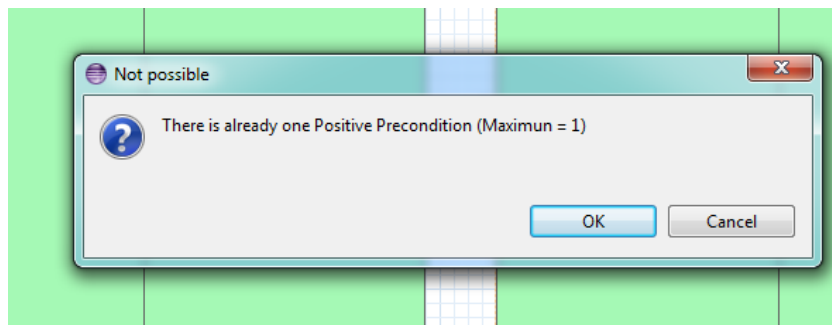 Not possible
There is already one Positive Precondition (Maximun = 1)
OK
Cancel